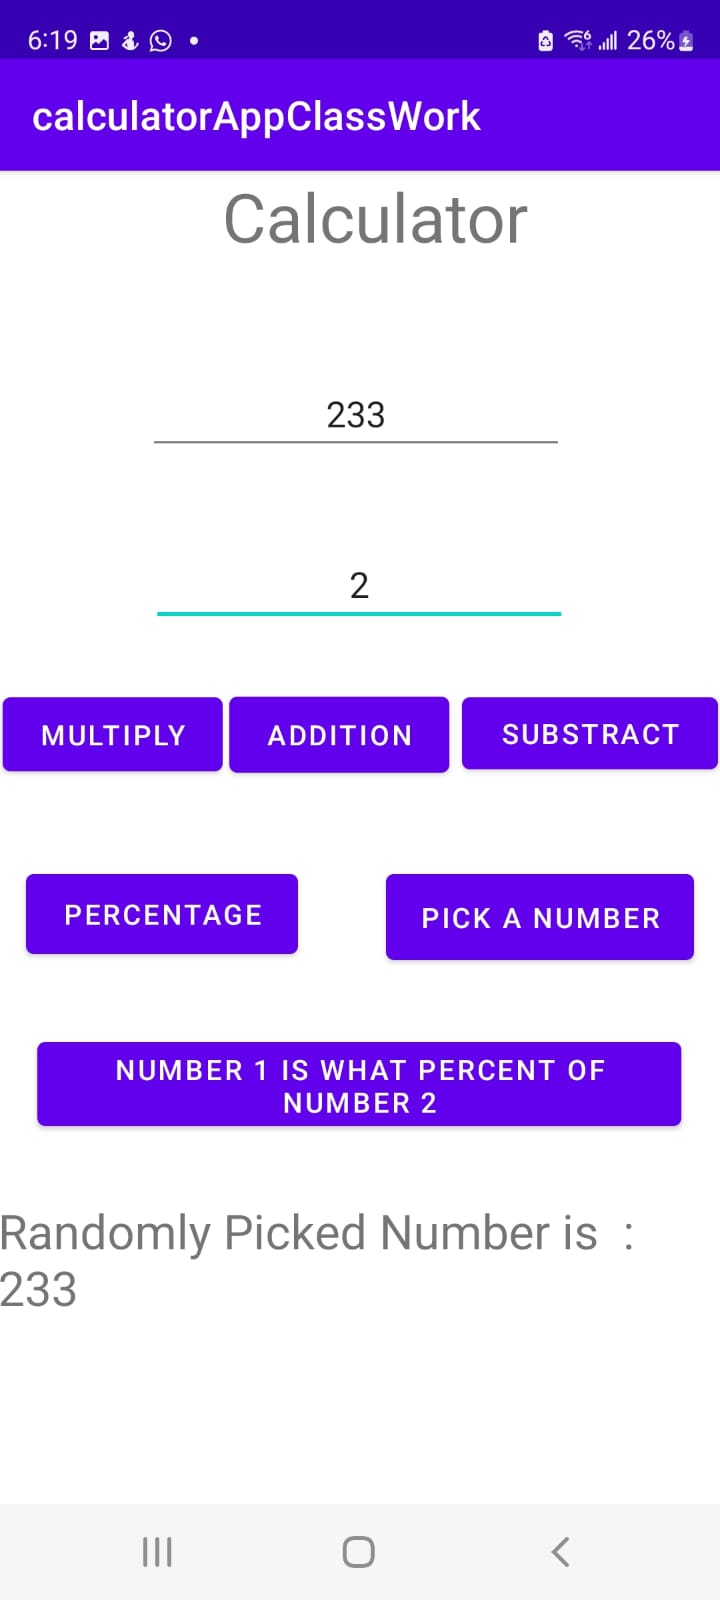 6:19 26%
calculatorAppClassWork
Calculator
233
2
MULTIPLY ADDITION SUBSTRACT
PERCENTAGE PICK A NUMBER
NUMBER 1 IS WHAT PERCENT OF
NUMBER 2
Randomly Picked Number is :
233